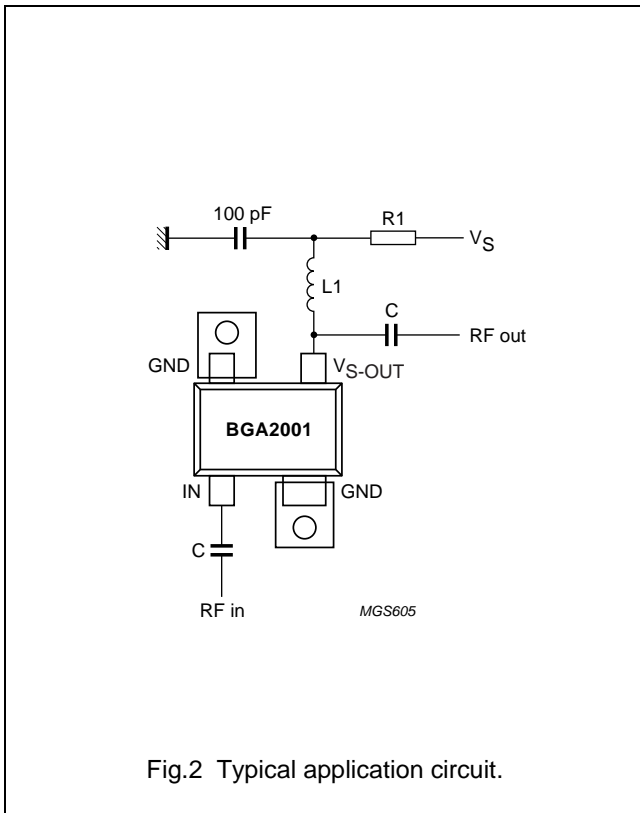 100 pF
R1
VS
L1
C
RF out
GND
VS-OUT
BGA2001
IN
GND
C
RF in
MGS605
Fig.2 Typical application circuit.